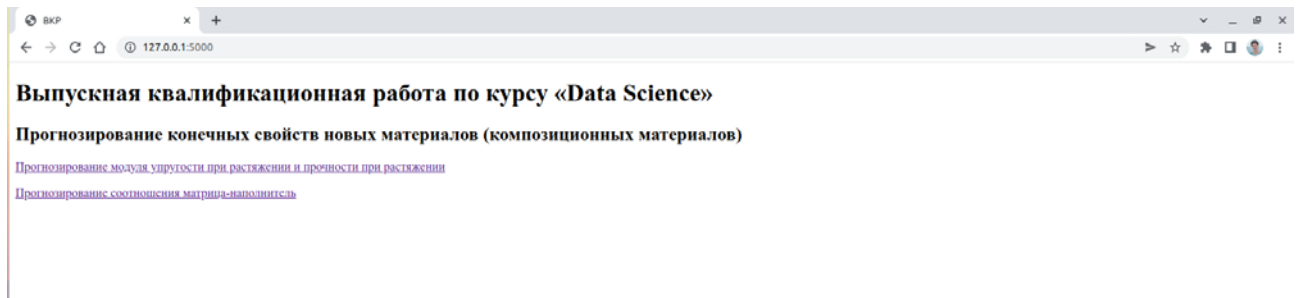 ВКР
127.0.0.1:5000
Выпускная квалификационная работа по курсу «Data Science»
Прогнозирование конечных свойств новых материалов (композиционных материалов)
Прогнозирование модуля упругости при растяжении и прочности при растяжении
Прогнозирование соотношения матрица-наполнитель